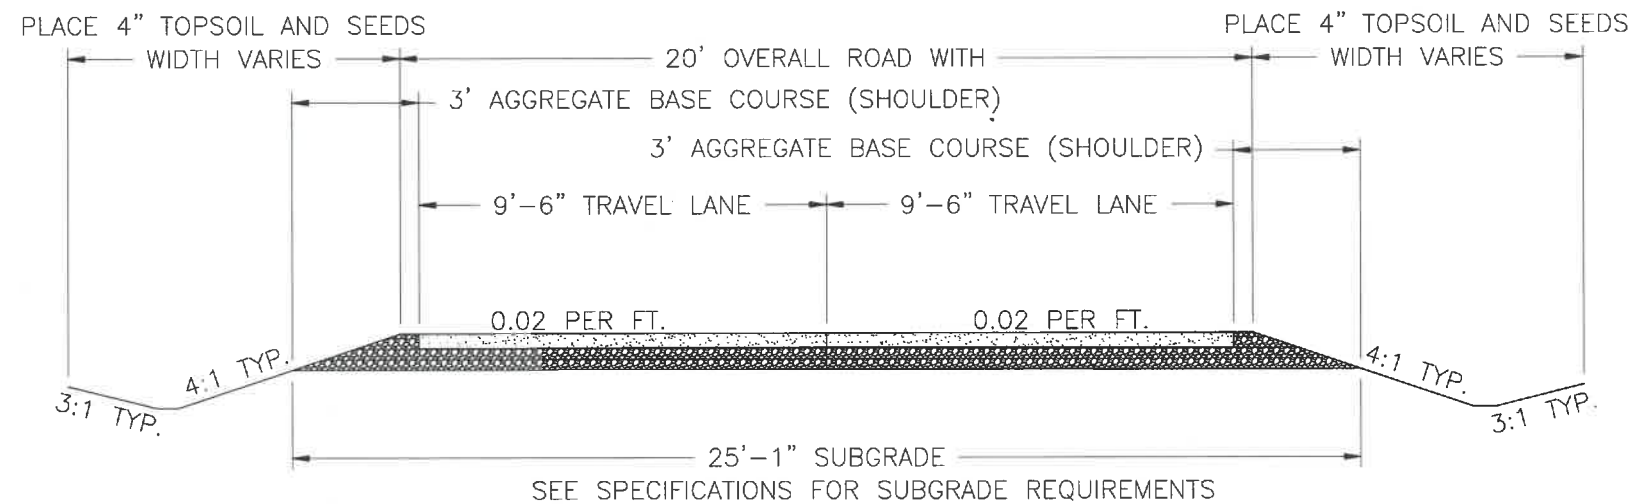 PLACE 4" TOPSOIL AND SEEDS
WIDTH VARIES
20' OVERALL ROAD WITH
PLACE 4" TOPSOIL AND SEEDS
WIDTH VARIES
3' AGGREGATE BASE COURSE (SHOULDER)
3' AGGREGATE BASE COURSE (SHOULDER)
9'-6" TRAVEL LANE
9'-6" TRAVEL LANE
0.02 PER FT.
0.02 PER FT.
4:1 TYP.
3:1 TYP.
4:1 TYP.
3:1 TYP.
25'-1" SUBGRADE
SEE SPECIFICATIONS FOR SUBGRADE REQUIREMENTS